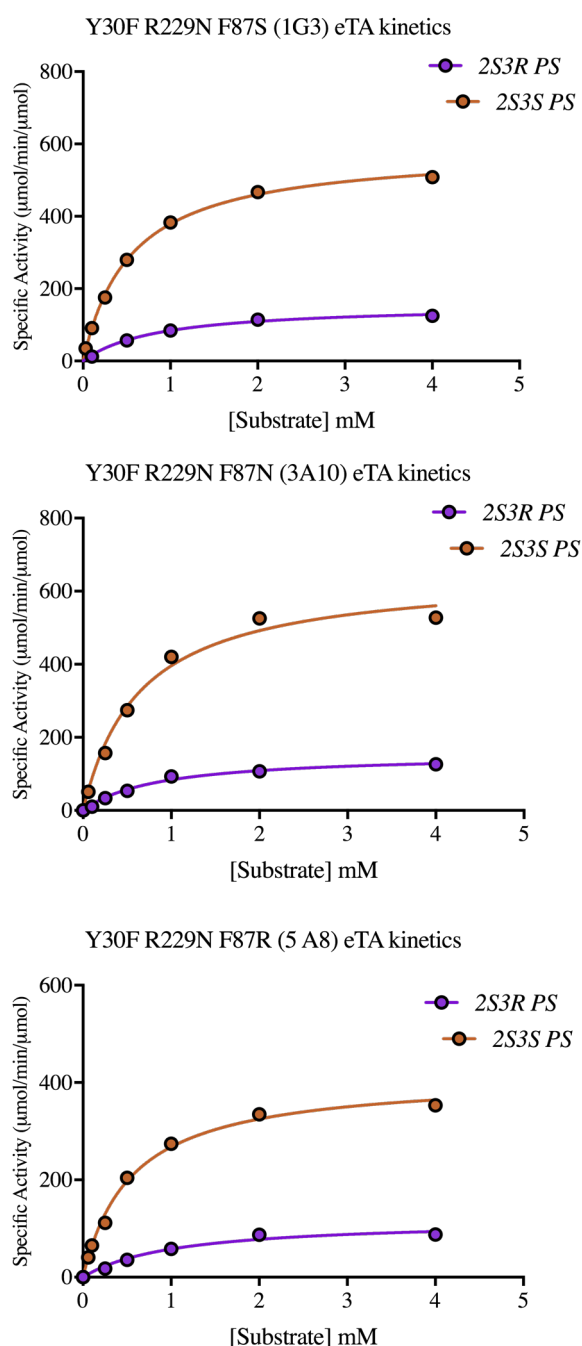 Y30F R229N F87S (1G3) eTA kinetics
2S3R PS
2S3S PS
Specific Activity (μmol/min/μmol)
800
600
400
200
0
0 1 2 3 4 5
[Substrate] mM
Y30F R229N F87N (3A10) eTA kinetics
2S3R PS
2S3S PS
Specific Activity (μmol/min/μmol)
800
600
400
200
0
0 1 2 3 4 5
[Substrate] mM
Y30F R229N F87R (5 A8) eTA kinetics
2S3R PS
2S3S PS
Specific Activity (μmol/min/μmol)
600
400
200
0
0 1 2 3 4 5
[Substrate] mM